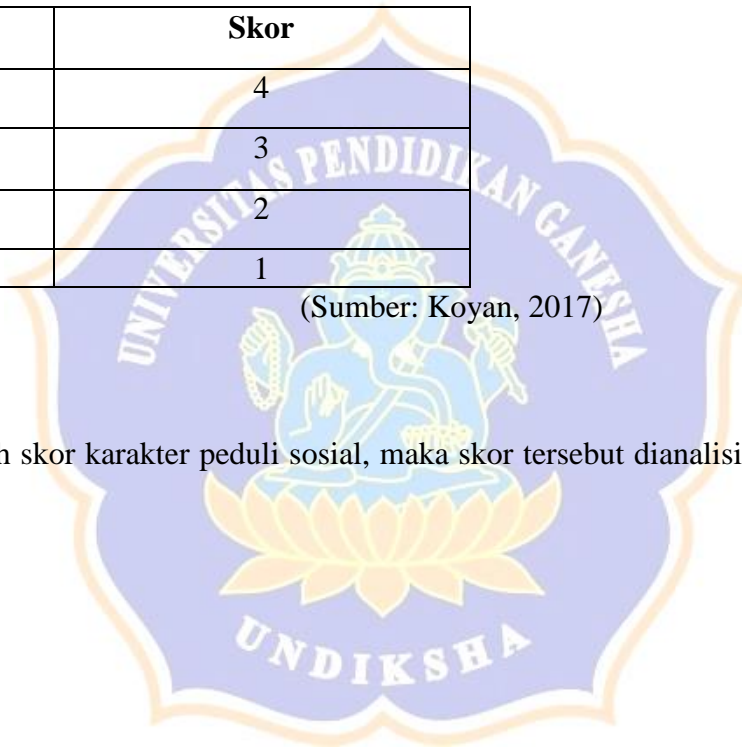 Skor
4
3
2
1
(Sumber: Koyan, 2017)
skor karakter peduli sosial, maka skor tersebut dianalisi
UNIVERSITAS PENDIDIKAN GANESHA
UNDIKSHA